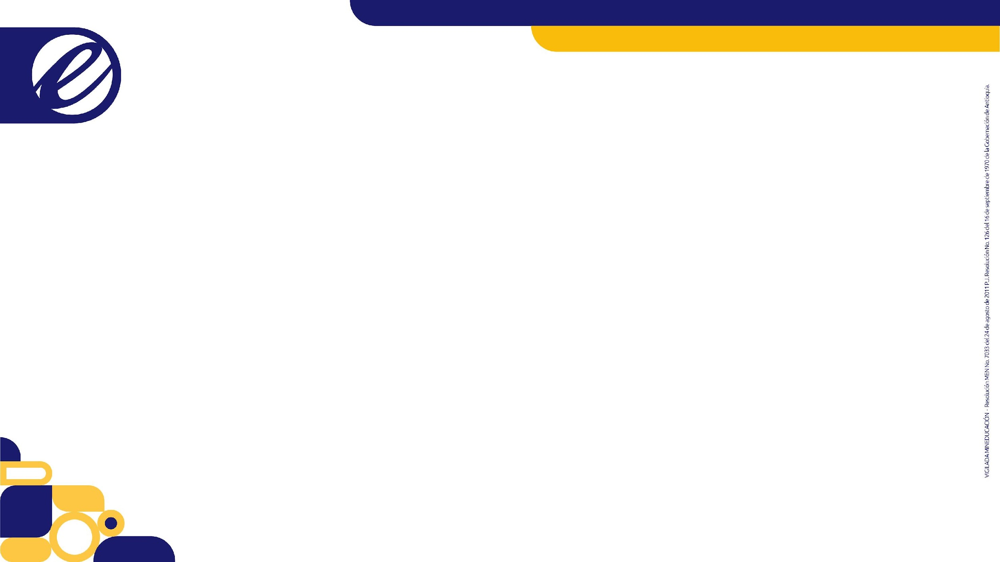 VIGILADA MINEDUCACIÓN - Resolución MEN No. 7033 del 24 de agosto de 2011 P.J. Resolución No. 126 del 16 de septiembre de 1970 de la Gobernación de Antioquia.